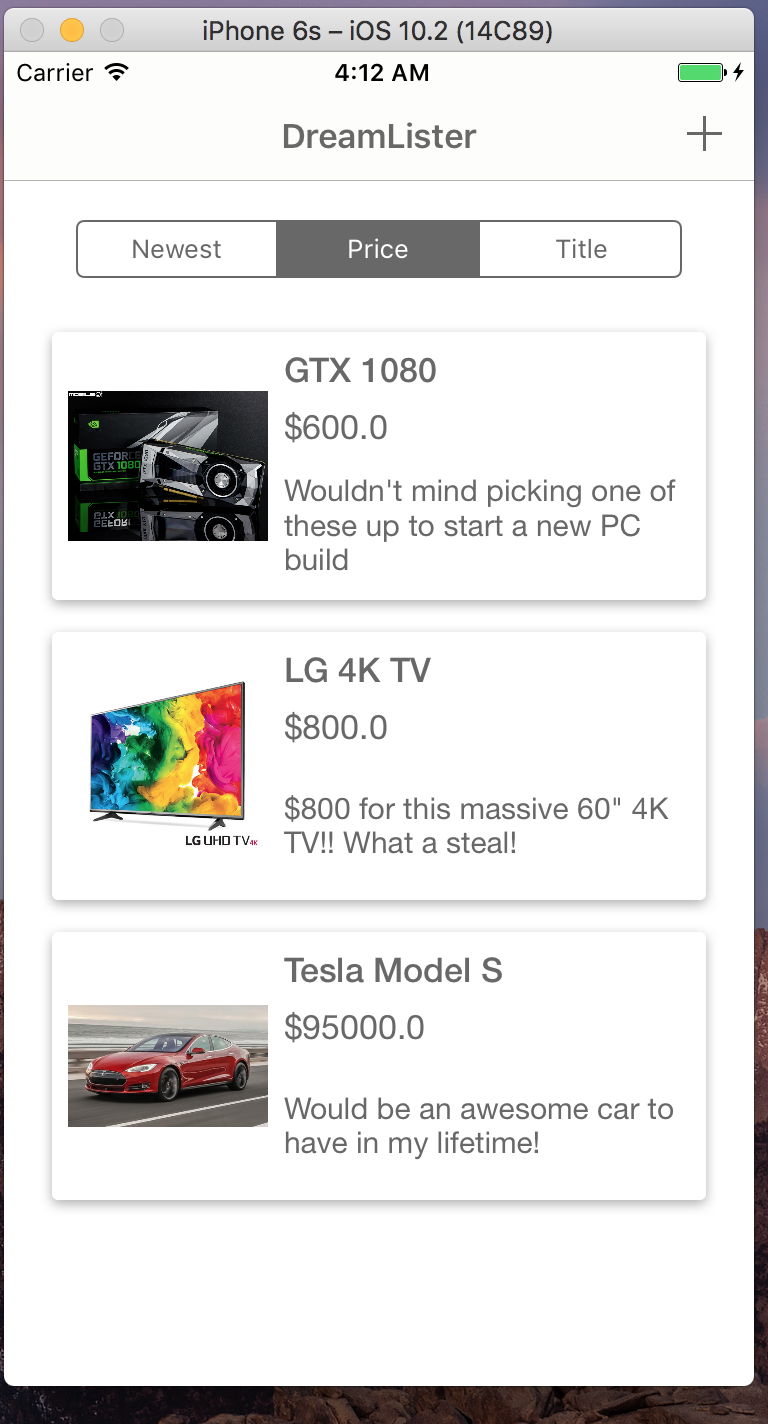 iPhone 6s – iOS 10.2 (14C89)
Carrier 4:12 AM
DreamLister
Newest Price Title
GTX 1080
$600.0
Wouldn't mind picking one of
these up to start a new PC
build
GEFORCE
GTX 1080
LG 4K TV
$800.0
$800 for this massive 60" 4K
TV!! What a steal!
LG UHD TV 4K
Tesla Model S
$95000.0
Would be an awesome car to
have in my lifetime!